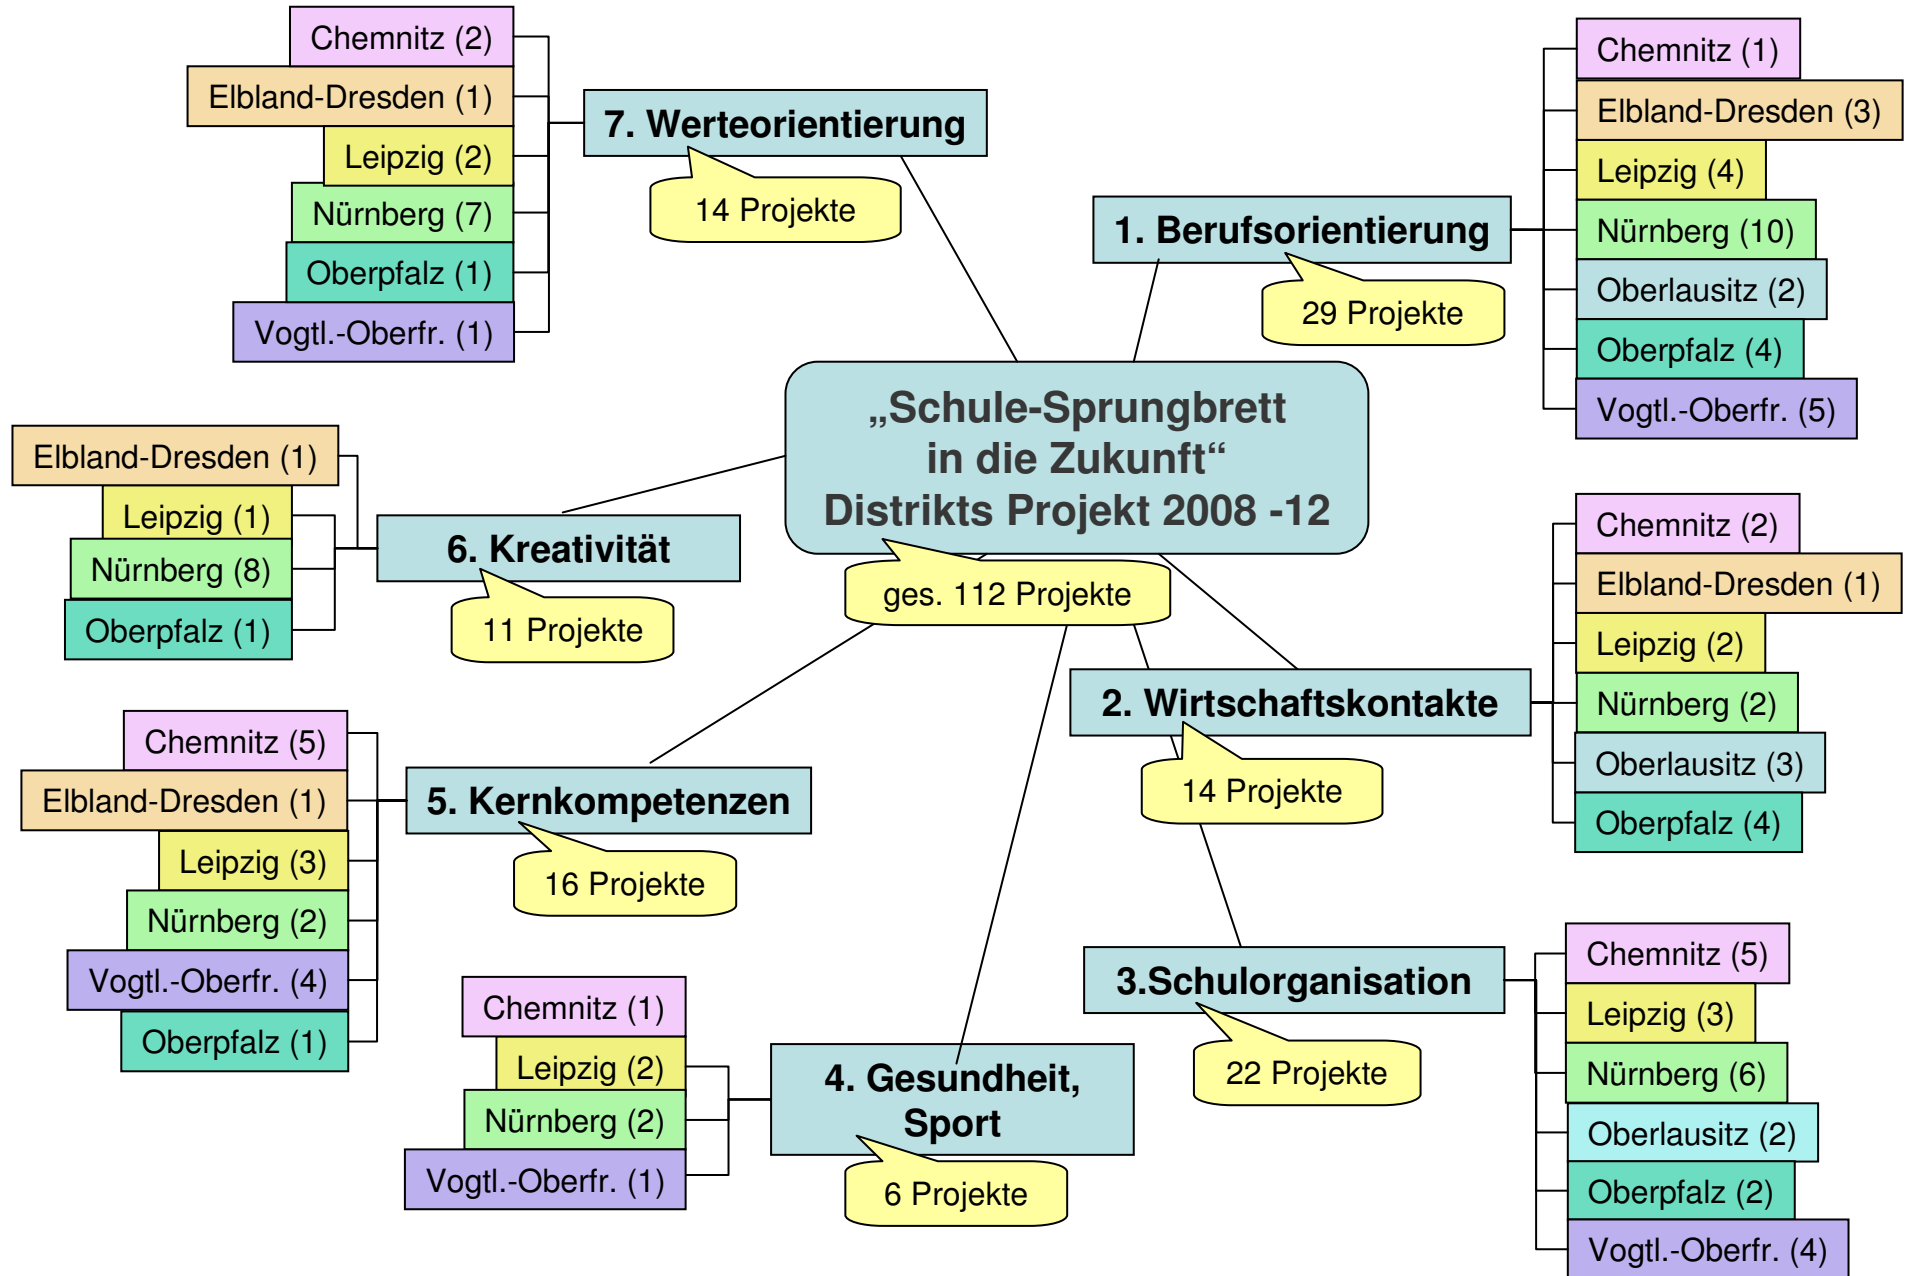 „Schule-Sprungbrett
in die Zukunft“
Distrikts Projekt 2008 -12
ges. 112 Projekte
1. Berufsorientierung
29 Projekte
Chemnitz (1)
Elbland-Dresden (3)
Leipzig (4)
Nürnberg (10)
Oberlausitz (2)
Oberpfalz (4)
Vogtl.-Oberfr. (5)
2. Wirtschaftskontakte
14 Projekte
Chemnitz (2)
Elbland-Dresden (1)
Leipzig (2)
Nürnberg (2)
Oberlausitz (3)
Oberpfalz (4)
3.Schulorganisation
22 Projekte
Chemnitz (5)
Leipzig (3)
Nürnberg (6)
Oberlausitz (2)
Oberpfalz (2)
Vogtl.-Oberfr. (4)
4. Gesundheit,
Sport
6 Projekte
Chemnitz (1)
Leipzig (2)
Nürnberg (2)
Vogtl.-Oberfr. (1)
5. Kernkompetenzen
16 Projekte
Chemnitz (5)
Elbland-Dresden (1)
Leipzig (3)
Nürnberg (2)
Vogtl.-Oberfr. (4)
Oberpfalz (1)
6. Kreativität
11 Projekte
Elbland-Dresden (1)
Leipzig (1)
Nürnberg (8)
Oberpfalz (1)
7. Werteorientierung
14 Projekte
Chemnitz (2)
Elbland-Dresden (1)
Leipzig (2)
Nürnberg (7)
Oberpfalz (1)
Vogtl.-Oberfr. (1)